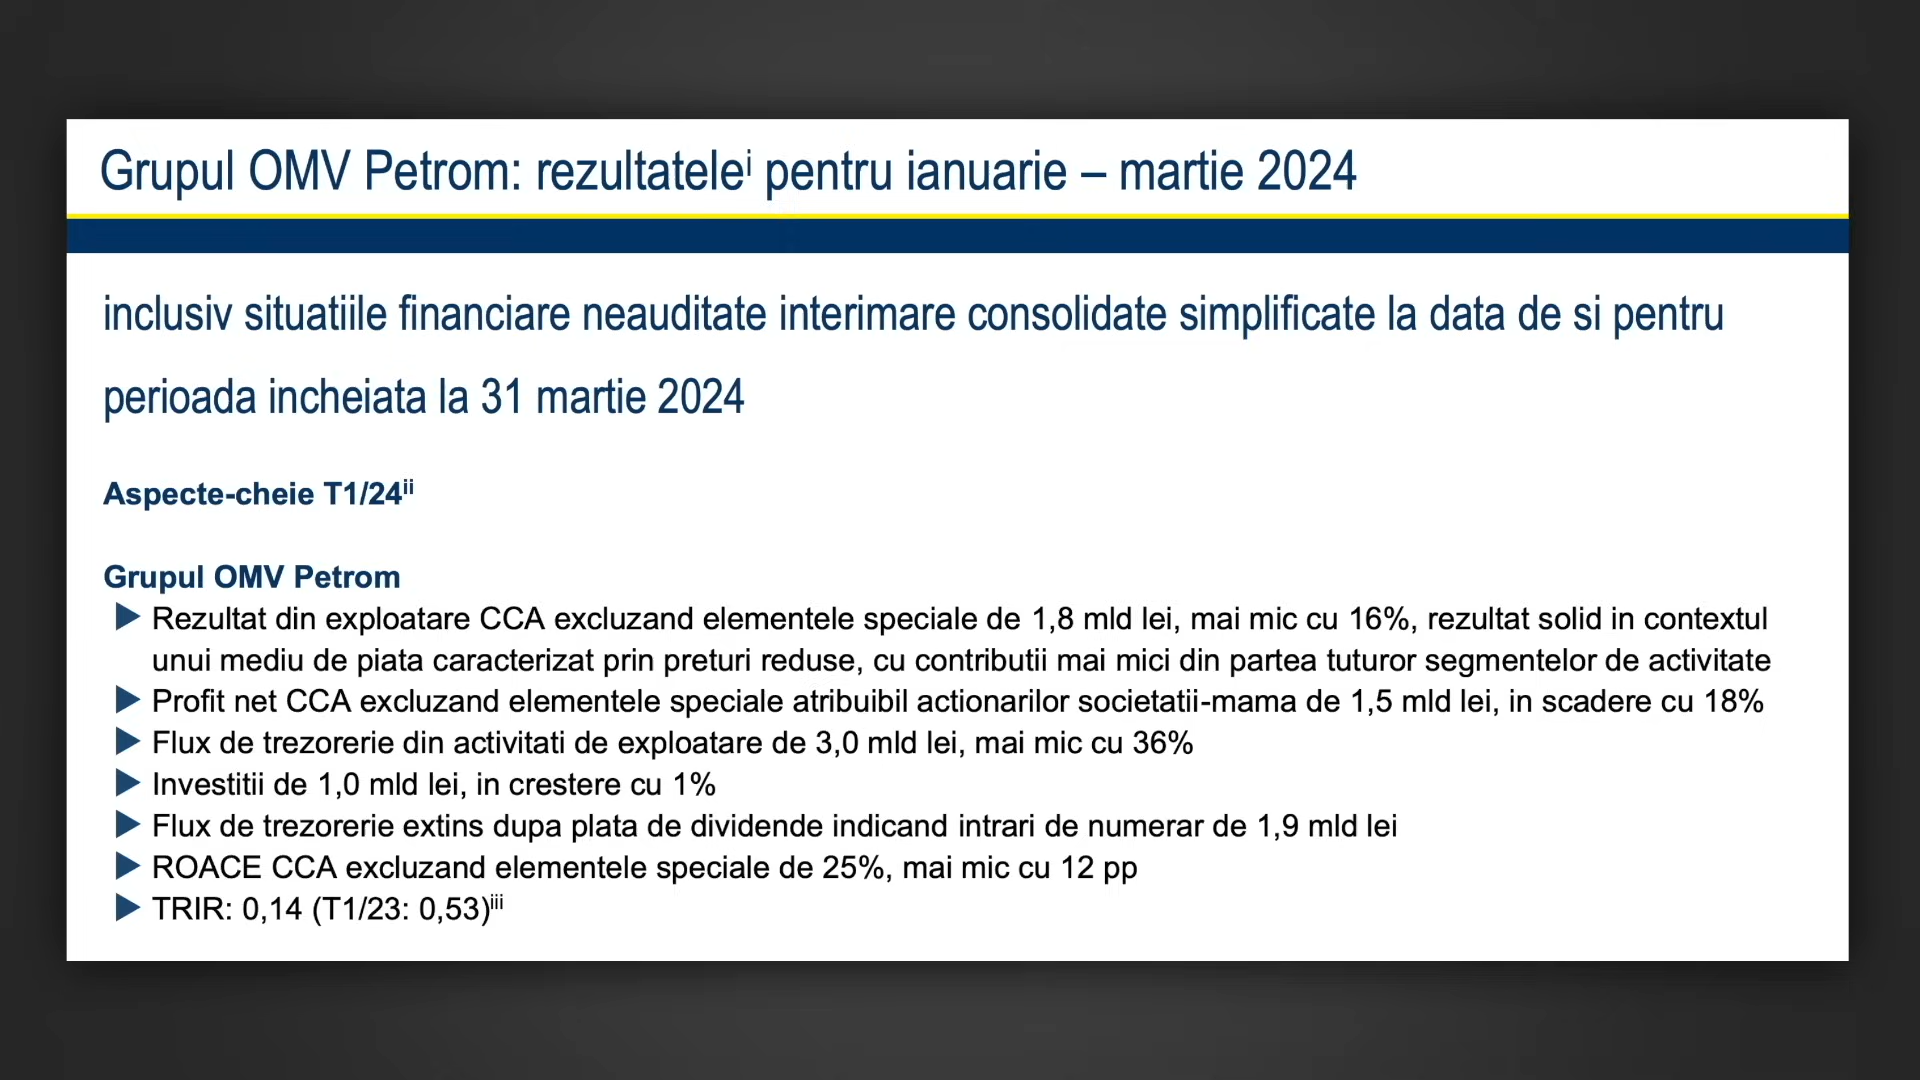 Grupul OMV Petrom: rezultateleⁱ pentru ianuarie – martie 2024
inclusiv situatiile financiare neauditate interimare consolidate simplificate la data de si pentru
perioada incheiata la 31 martie 2024
Aspecte-cheie T1/24ⁱⁱ
Grupul OMV Petrom
▶ Rezultat din exploatare CCA excluzand elementele speciale de 1,8 mld lei, mai mic cu 16%, rezultat solid in contextul
unui mediu de piata caracterizat prin preturi reduse, cu contributii mai mici din partea tuturor segmentelor de activitate
▶ Profit net CCA excluzand elementele speciale atribuibil actionarilor societatii-mama de 1,5 mld lei, in scadere cu 18%
▶ Flux de trezorerie din activitati de exploatare de 3,0 mld lei, mai mic cu 36%
▶ Investitii de 1,0 mld lei, in crestere cu 1%
▶ Flux de trezorerie extins dupa plata de dividende indicand intrari de numerar de 1,9 mld lei
▶ ROACE CCA excluzand elementele speciale de 25%, mai mic cu 12 pp
▶ TRIR: 0,14 (T1/23: 0,53)ⁱⁱⁱ